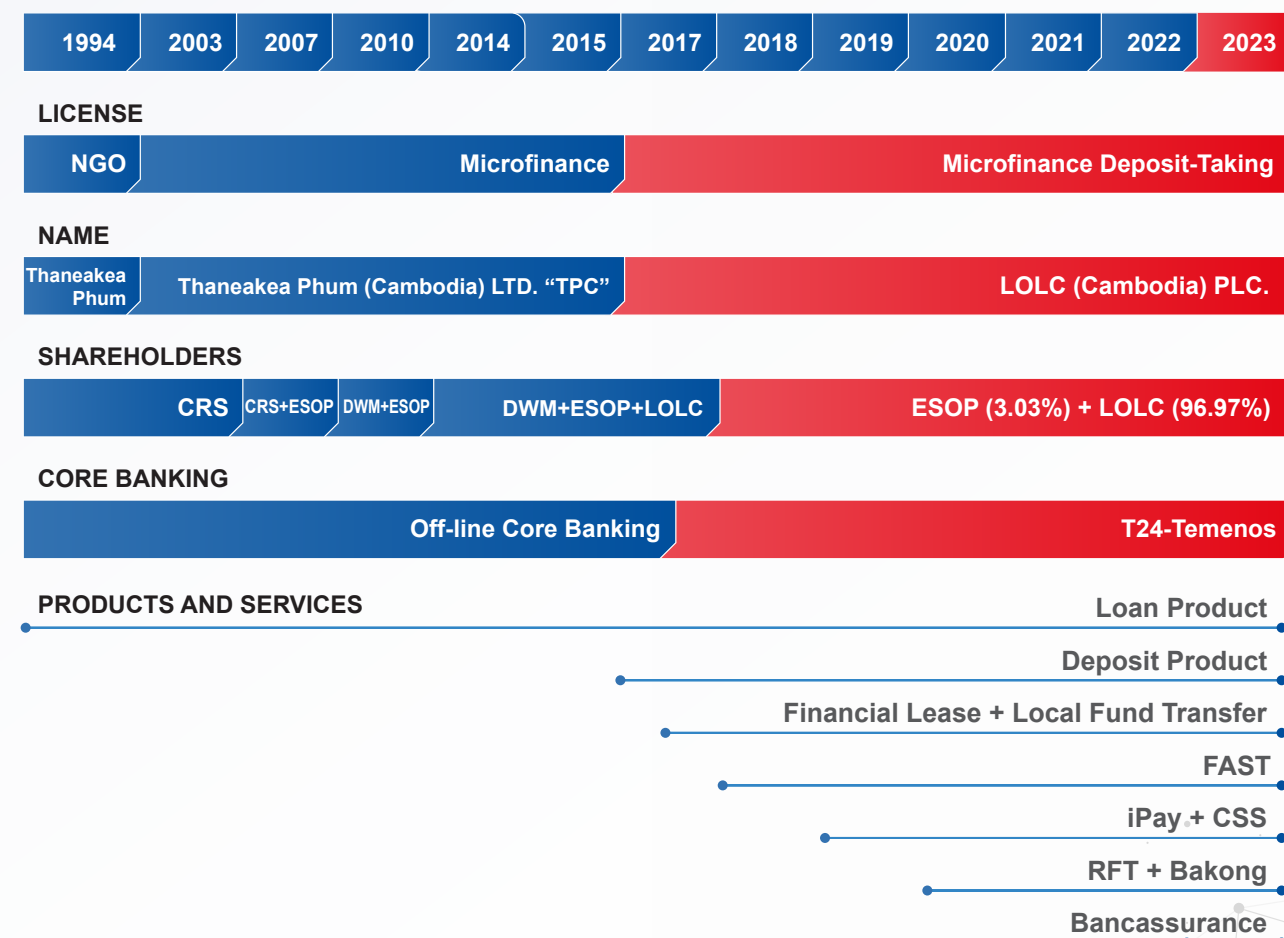 1994 2003 2007 2010 2014 2015 2017 2018 2019 2020 2021 2022 2023
LICENSE
NGO Microfinance Microfinance Deposit-Taking
NAME
Thaneakea
Phum
Thaneakea Phum (Cambodia) LTD. “TPC” LOLC (Cambodia) PLC.
SHAREHOLDERS
CRS CRS+ESOP DWM+ESOP DWM+ESOP+LOLC ESOP (3.03%) + LOLC (96.97%)
CORE BANKING
Off-line Core Banking T24-Temenos
PRODUCTS AND SERVICES
Loan Product
Deposit Product
Financial Lease + Local Fund Transfer
FAST
iPay + CSS
RFT + Bakong
Bancassurance